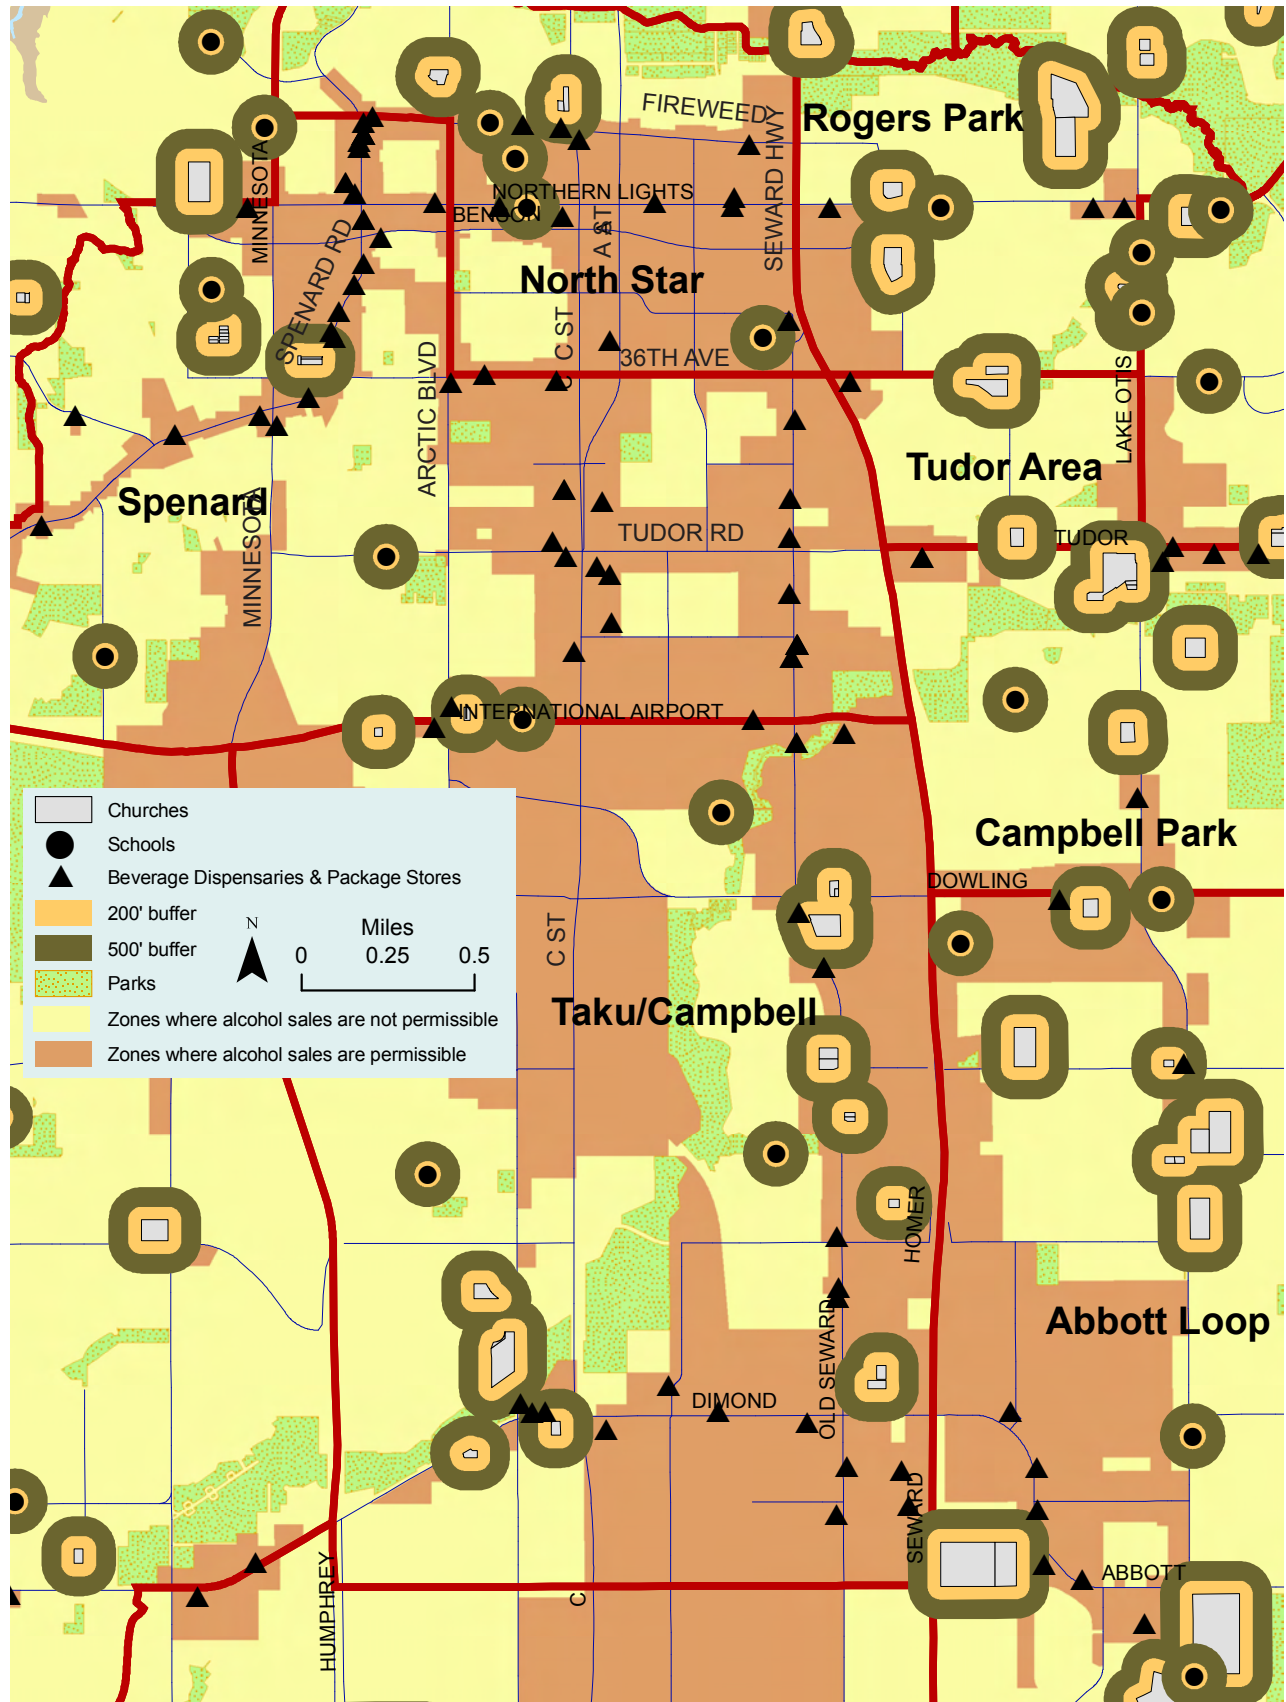 FIREWEED
Rogers Park
MINNESOTA
SEWARD HWY
NORTHERN LIGHTS
BENSON
A ST
SPENARD RD
North Star
C ST
36TH AVE
ARCTIC BLVD
LAKE OTIS
Tudor Area
Spenard
MINNESOTA
TUDOR RD
TUDOR
INTERNATIONAL AIRPORT
Churches
Schools
Beverage Dispensaries & Package Stores
200' buffer
500' buffer
Parks
Zones where alcohol sales are not permissible
Zones where alcohol sales are permissible
N
Miles
0 0.25 0.5
Campbell Park
DOWLING
C ST
Taku/Campbell
HOMER
Abbott Loop
OLD SEWARD
DIMOND
SEWARD
ABBOTT
HUMPHREY
C